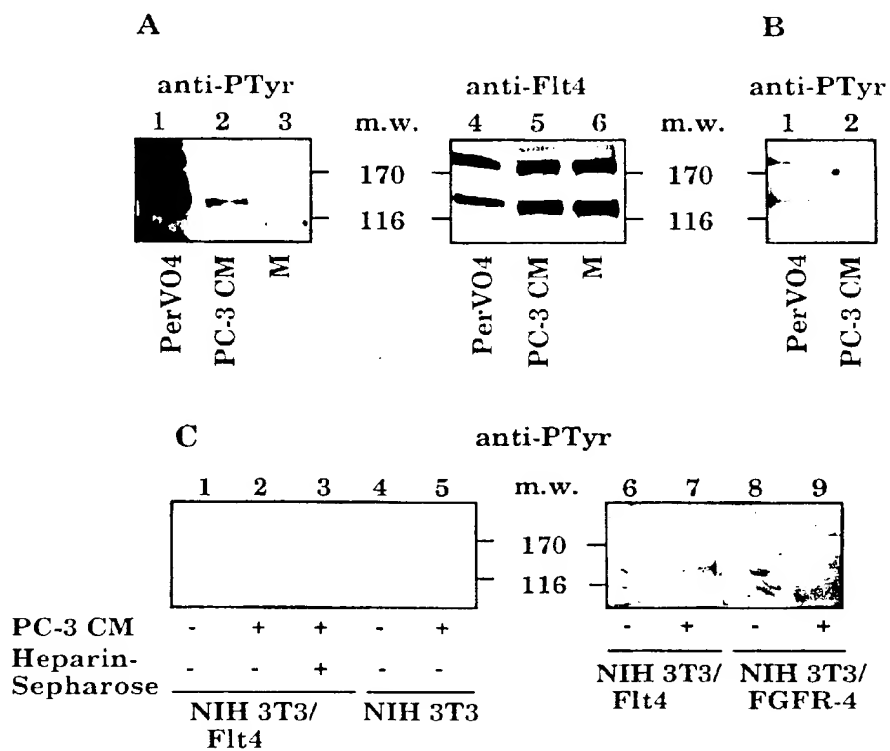 A
B
anti-PTyr
anti-Flt4
anti-PTyr
1 2 3 m.w. 4 5 6 m.w. 1 2
170
170
116
116
PerVO4
PC-3 CM
M
PerVO4
PC-3 CM
M
PerVO4
PC-3 CM
C
anti-PTyr
1 2 3 4 5 m.w. 6 7 8 9
170
116
PC-3 CM - + + - + - + - +
Heparin-
Sepharose - - + - -
NIH 3T3/
Flt4
NIH 3T3
NIH 3T3/
Flt4
NIH 3T3/
FGFR-4